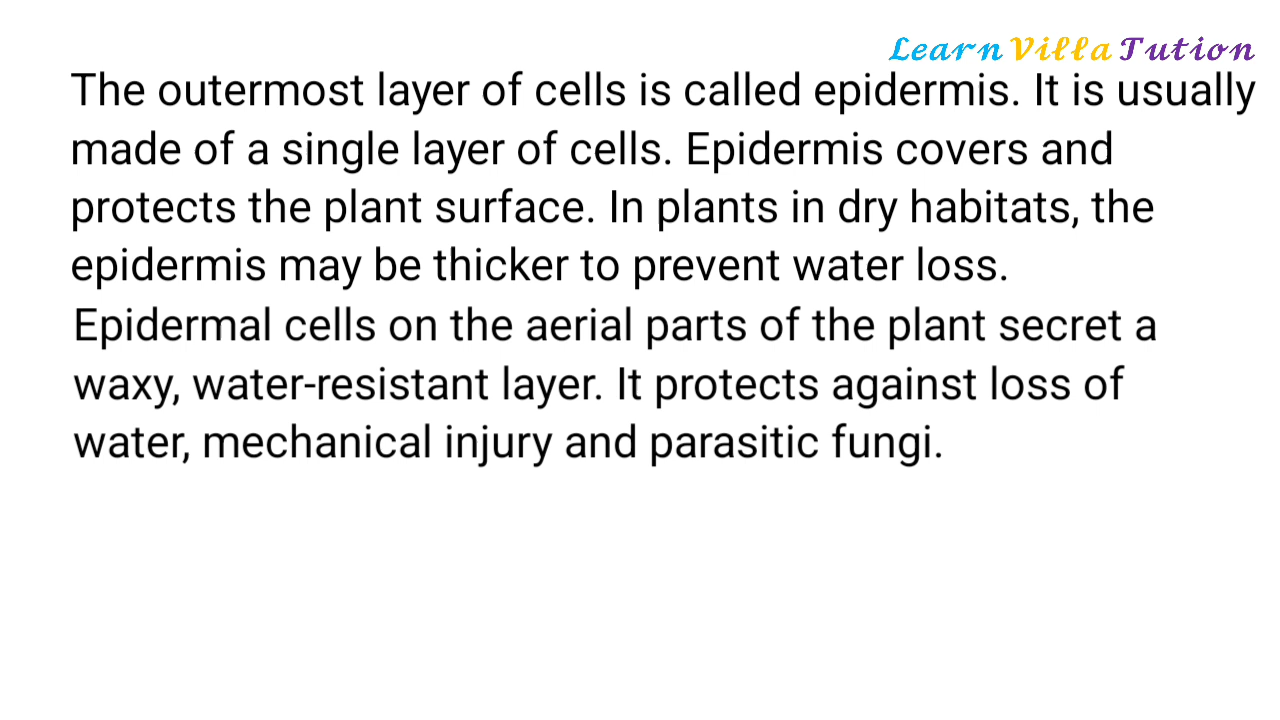 Learn Villa Tution
The outermost layer of cells is called epidermis. It is usually
made of a single layer of cells. Epidermis covers and
protects the plant surface. In plants in dry habitats, the
epidermis may be thicker to prevent water loss.
Epidermal cells on the aerial parts of the plant secret a
waxy, water-resistant layer. It protects against loss of
water, mechanical injury and parasitic fungi.